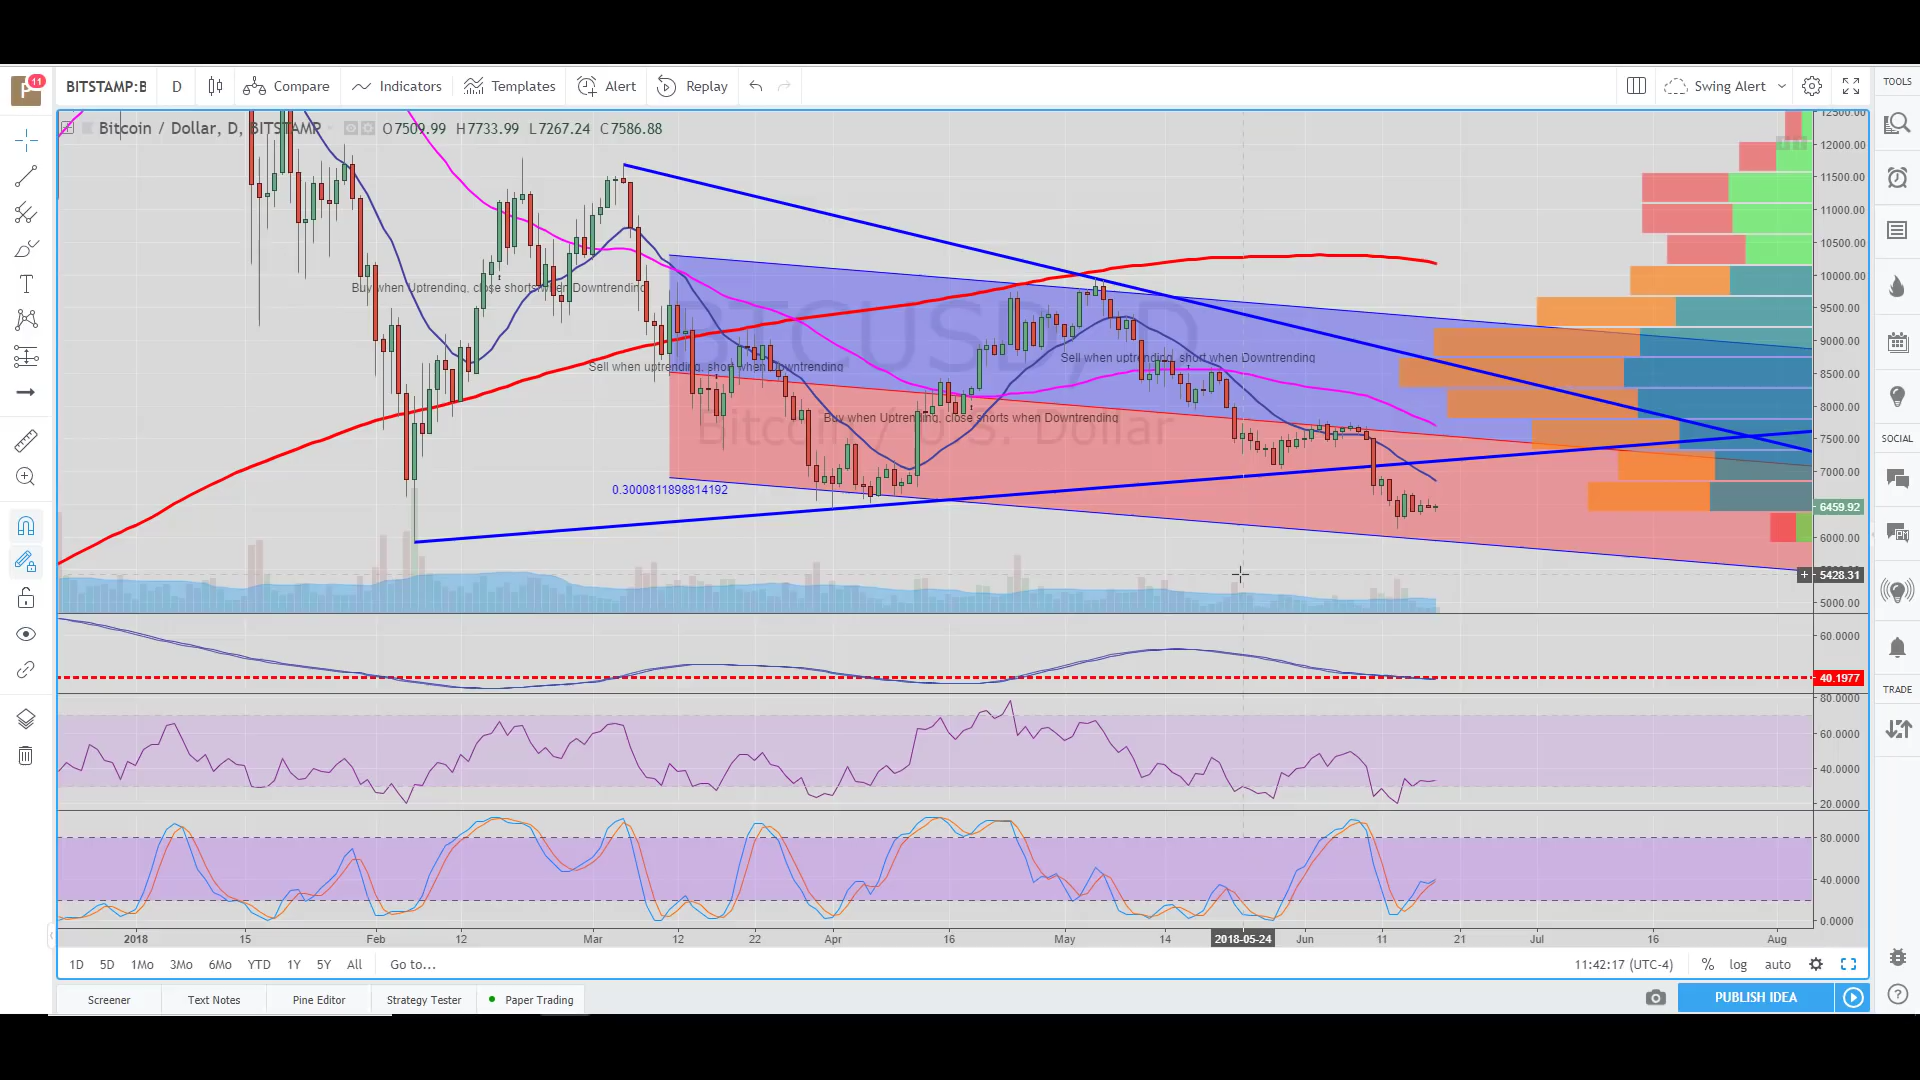 11
P
BITSTAMP:B
D
Compare
Indicators
Templates
Alert
Replay
Swing Alert
TOOLS
Bitcoin / Dollar, D, BITSTAMP
O7509.99 H7733.99 L7267.24 C7586.88
12500.00
12000.00
11500.00
11000.00
10500.00
10000.00
9500.00
9000.00
8500.00
8000.00
7500.00
7000.00
6459.92
6000.00
5428.31
5000.00
BTCUSD, D
Bitcoin / U.S. Dollar
Buy when Uptrending, close shorts when Downtrending
Sell when uptrending, short when Downtrending
Sell when uptrending, short when Downtrending
Buy when Uptrending, close shorts when Downtrending
0.3000811898814192
SOCIAL
60.0000
40.1977
80.0000
60.0000
40.0000
20.0000
TRADE
80.0000
40.0000
0.0000
2018 15 Feb 12 Mar 12 22 Apr 16 May 14 2018-05-24 Jun 11 21 Jul 16 Aug
1D 5D 1Mo 3Mo 6Mo YTD 1Y 5Y All Go to...
11:42:17 (UTC-4) % log auto
Screener
Text Notes
Pine Editor
Strategy Tester
Paper Trading
PUBLISH IDEA